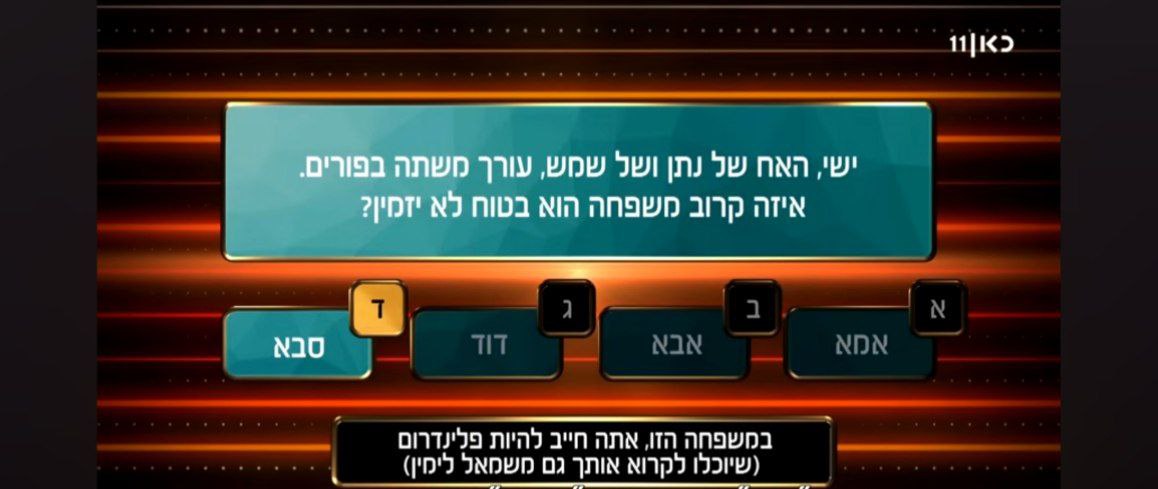 כאן11
ישי, האח של נתן ושל שמש, עורך משתה בפורים.
איזה קרוב משפחה הוא בטוח לא יזמין?
א
אמא
ב
אבא
ג
דוד
ד
סבא
במשפחה הזו, אתה חייב להיות פלינדרום
(שיוכלו לקרוא אותך גם משמאל לימין)